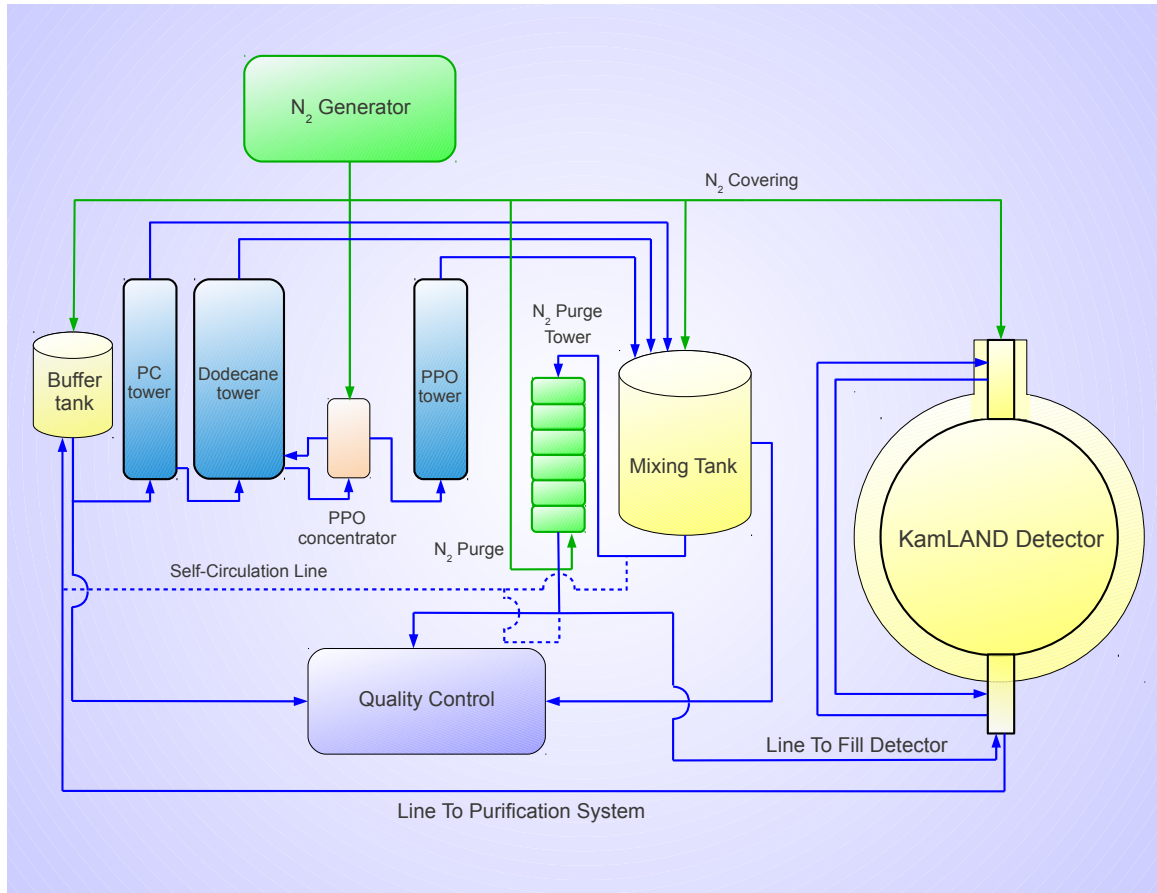 N₂ Generator
N₂ Covering
N₂ Purge
Tower
Buffer
tank
PC
tower
Dodecane
tower
PPO
tower
Mixing Tank
PPO
concentrator
N₂ Purge
KamLAND Detector
Self-Circulation Line
Quality Control
Line To Fill Detector
Line To Purification System